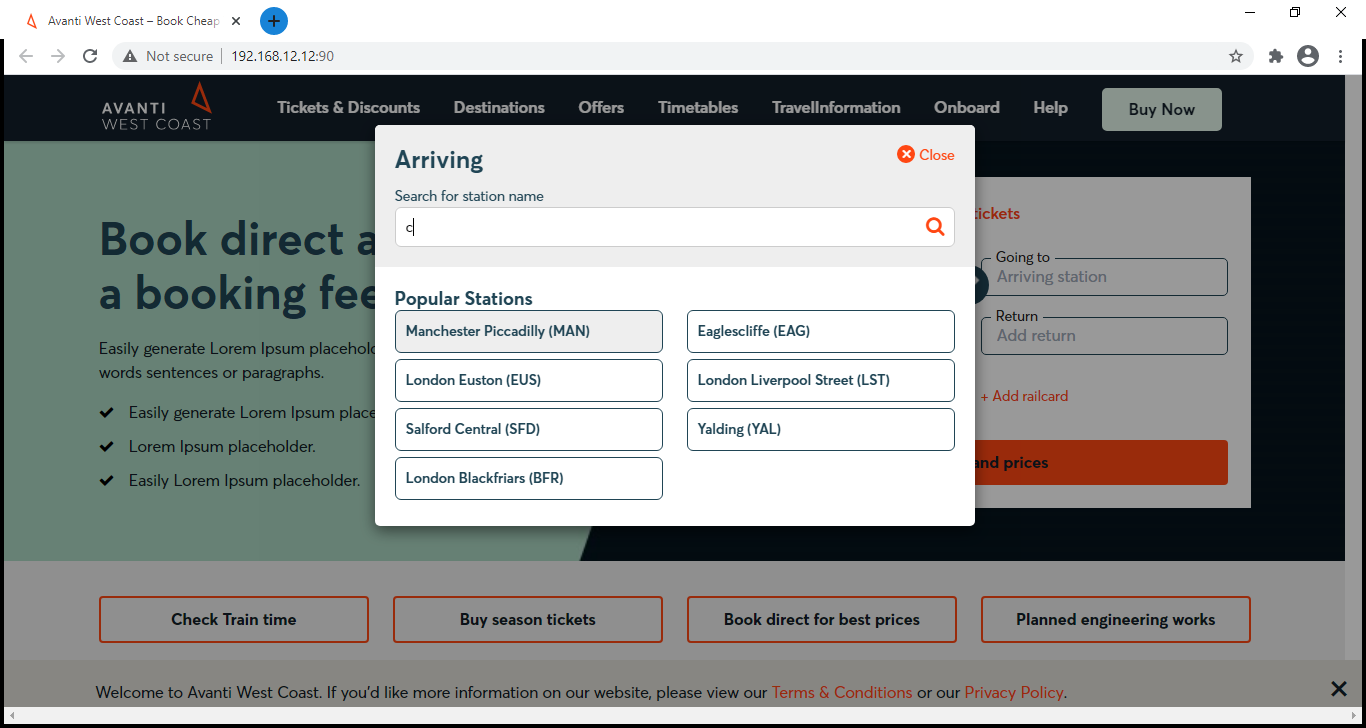 Avanti West Coast – Book Cheap
Not secure
192.168.12.12:90
AVANTI
WEST COAST
Tickets & Discounts
Destinations
Offers
Timetables
TravelInformation
Onboard
Help
Buy Now
Book direct a
a booking fee
Easily generate Lorem Ipsum placehol
words sentences or paragraphs.
Easily generate Lorem Ipsum place
Lorem Ipsum placeholder.
Easily Lorem Ipsum placeholder.
Arriving
Close
Search for station name
c
Popular Stations
Manchester Piccadilly (MAN)
Eaglescliffe (EAG)
London Euston (EUS)
London Liverpool Street (LST)
Salford Central (SFD)
Yalding (YAL)
London Blackfriars (BFR)
tickets
Going to
Arriving station
Return
Add return
+ Add railcard
and prices
Check Train time
Buy season tickets
Book direct for best prices
Planned engineering works
Welcome to Avanti West Coast. If you'd like more information on our website, please view our Terms & Conditions or our Privacy Policy.